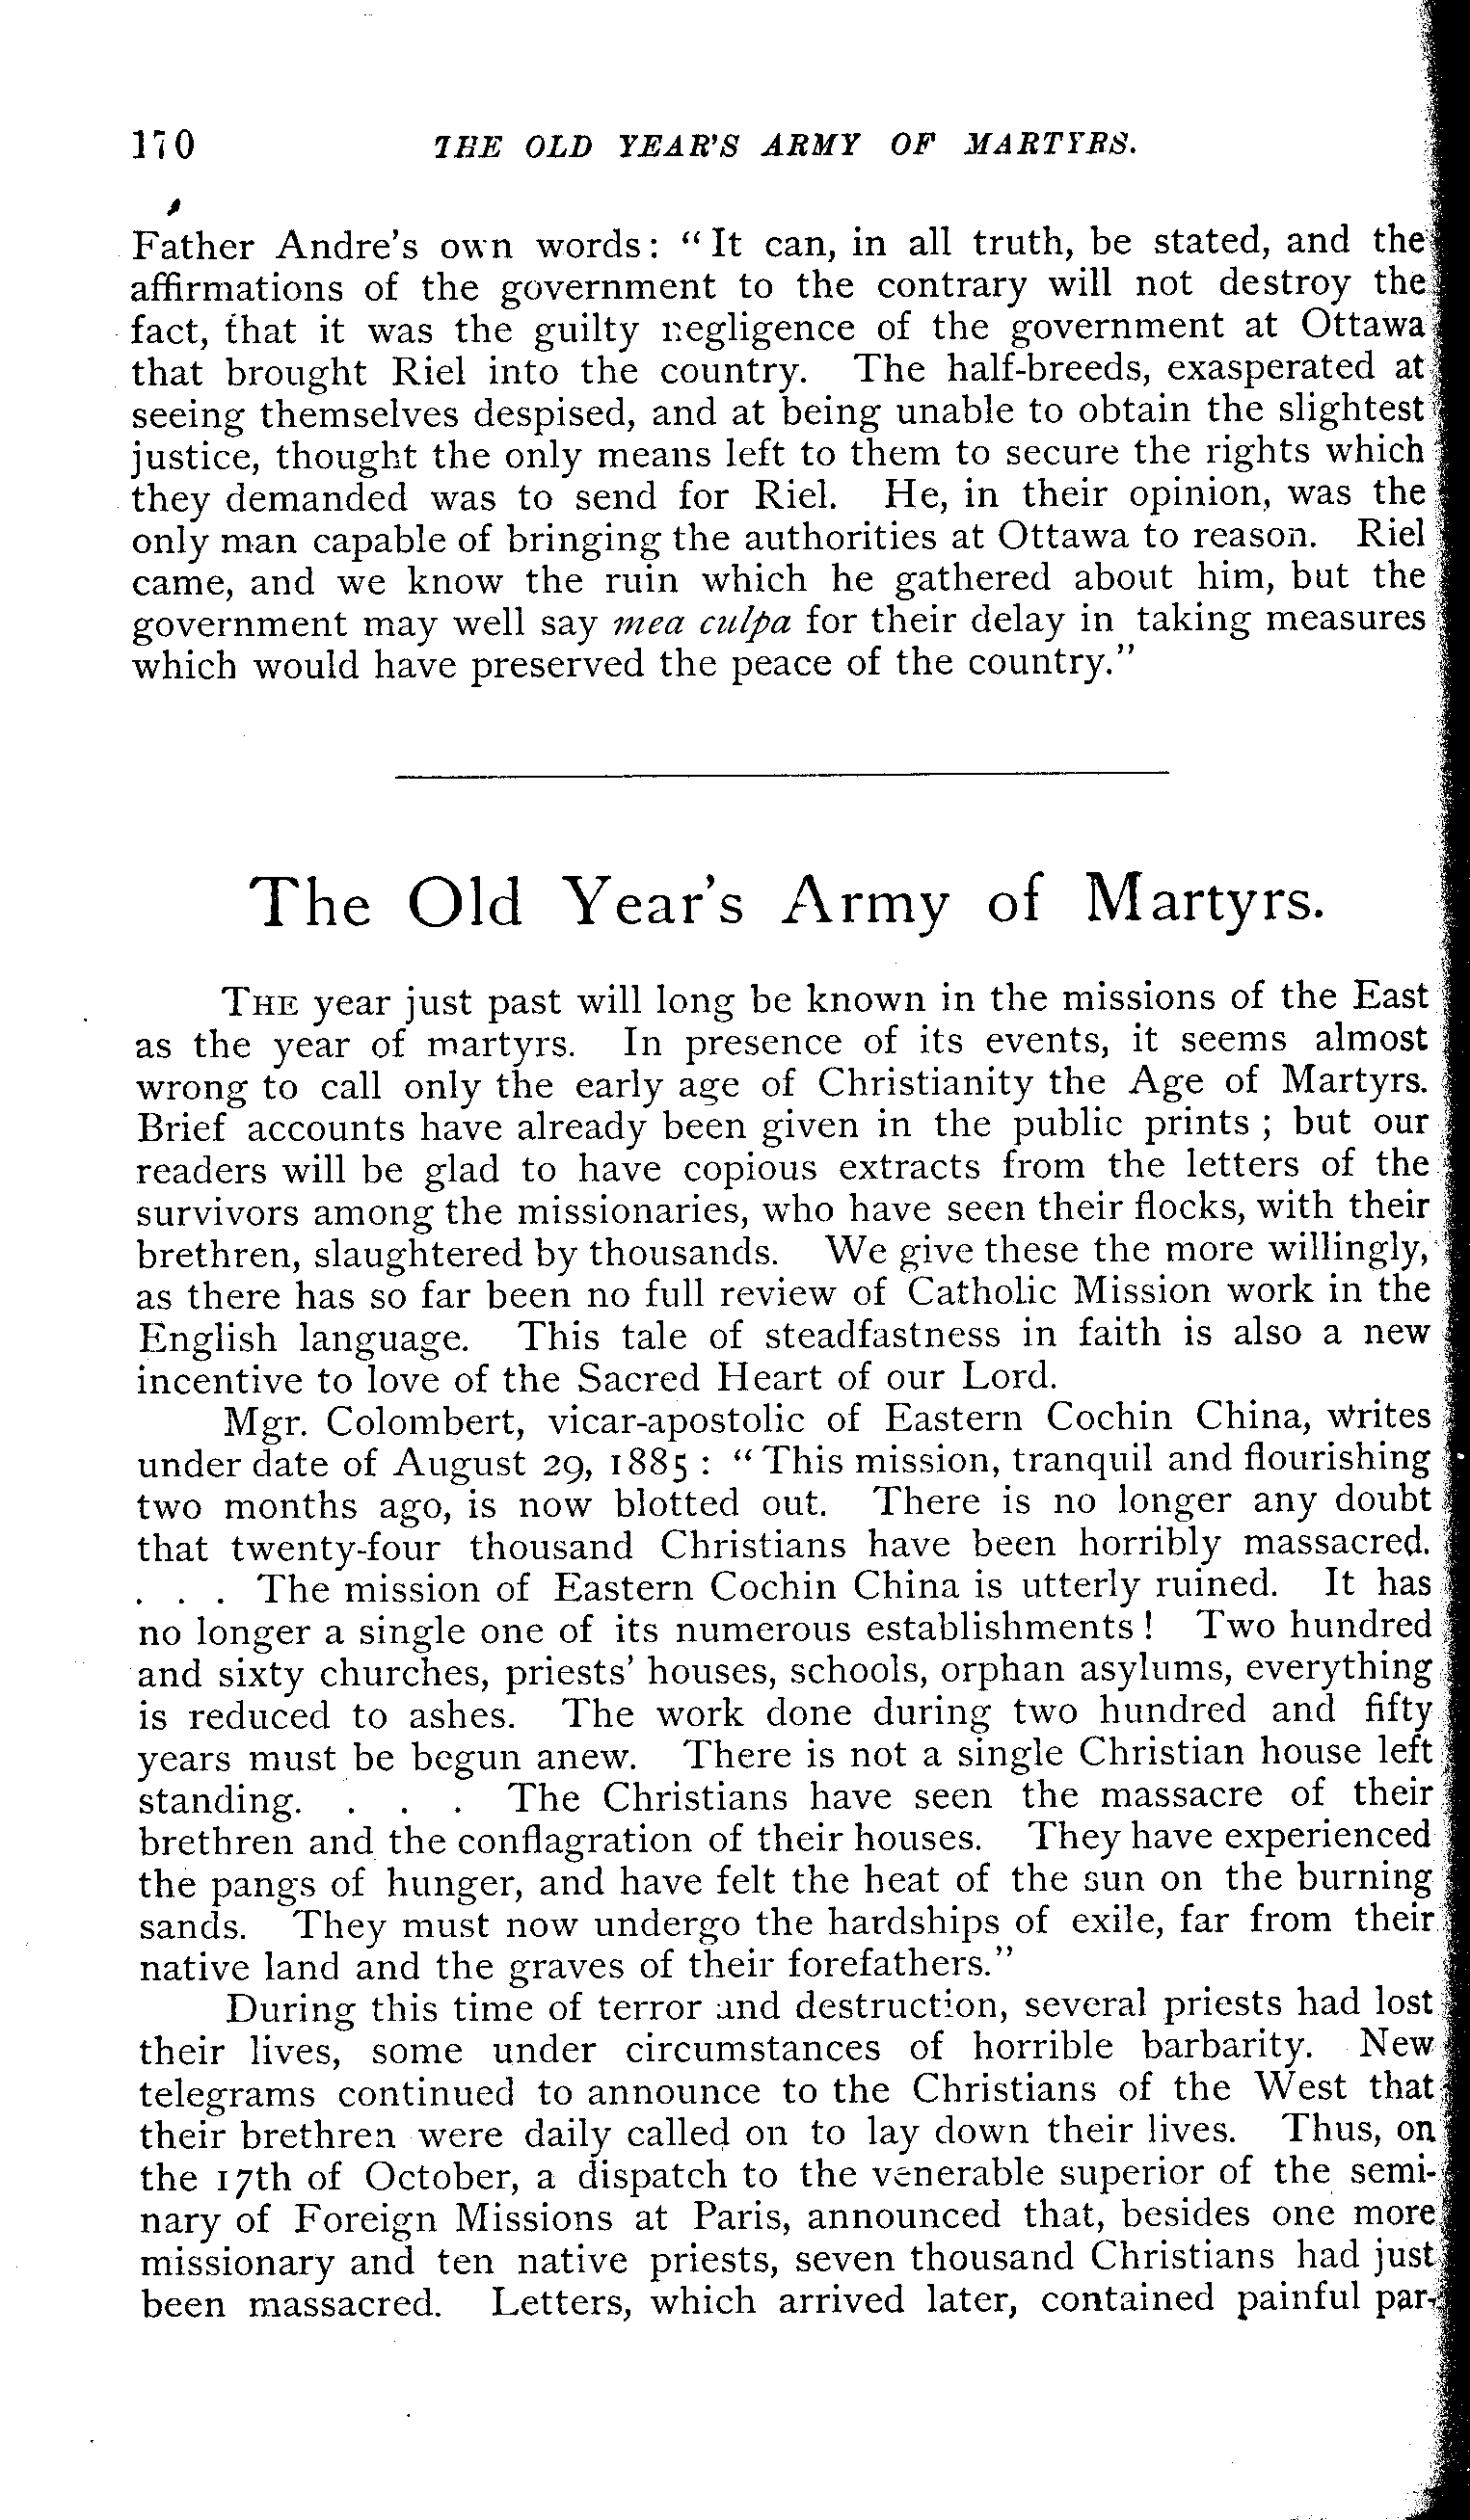 170 THE OLD YEAR'S ARMY OF MARTYRS.
Father Andre's own words: "It can, in all truth, be stated, and the
affirmations of the government to the contrary will not destroy the
fact, that it was the guilty negligence of the government at Ottawa
that brought Riel into the country. The half-breeds, exasperated at
seeing themselves despised, and at being unable to obtain the slightest
justice, thought the only means left to them to secure the rights which
they demanded was to send for Riel. He, in their opinion, was the
only man capable of bringing the authorities at Ottawa to reason. Riel
came, and we know the ruin which he gathered about him, but the
government may well say mea culpa for their delay in taking measures
which would have preserved the peace of the country."
The Old Year's Army of Martyrs.
THE year just past will long be known in the missions of the East
as the year of martyrs. In presence of its events, it seems almost
wrong to call only the early age of Christianity the Age of Martyrs.
Brief accounts have already been given in the public prints ; but our
readers will be glad to have copious extracts from the letters of the
survivors among the missionaries, who have seen their flocks, with their
brethren, slaughtered by thousands. We give these the more willingly,
as there has so far been no full review of Catholic Mission work in the
English language. This tale of steadfastness in faith is also a new
incentive to love of the Sacred Heart of our Lord.
Mgr. Colombert, vicar-apostolic of Eastern Cochin China, writes
under date of August 29, 1885 : "This mission, tranquil and flourishing
two months ago, is now blotted out. There is no longer any doubt
that twenty-four thousand Christians have been horribly massacred.
. . . The mission of Eastern Cochin China is utterly ruined. It has
no longer a single one of its numerous establishments ! Two hundred
and sixty churches, priests' houses, schools, orphan asylums, everything
is reduced to ashes. The work done during two hundred and fifty
years must be begun anew. There is not a single Christian house left
standing. . . . The Christians have seen the massacre of their
brethren and the conflagration of their houses. They have experienced
the pangs of hunger, and have felt the heat of the sun on the burning
sands. They must now undergo the hardships of exile, far from their
native land and the graves of their forefathers."
During this time of terror and destruction, several priests had lost
their lives, some under circumstances of horrible barbarity. New
telegrams continued to announce to the Christians of the West that
their brethren were daily called on to lay down their lives. Thus, on
the 17th of October, a dispatch to the venerable superior of the semi-
nary of Foreign Missions at Paris, announced that, besides one more
missionary and ten native priests, seven thousand Christians had just
been massacred. Letters, which arrived later, contained painful par-